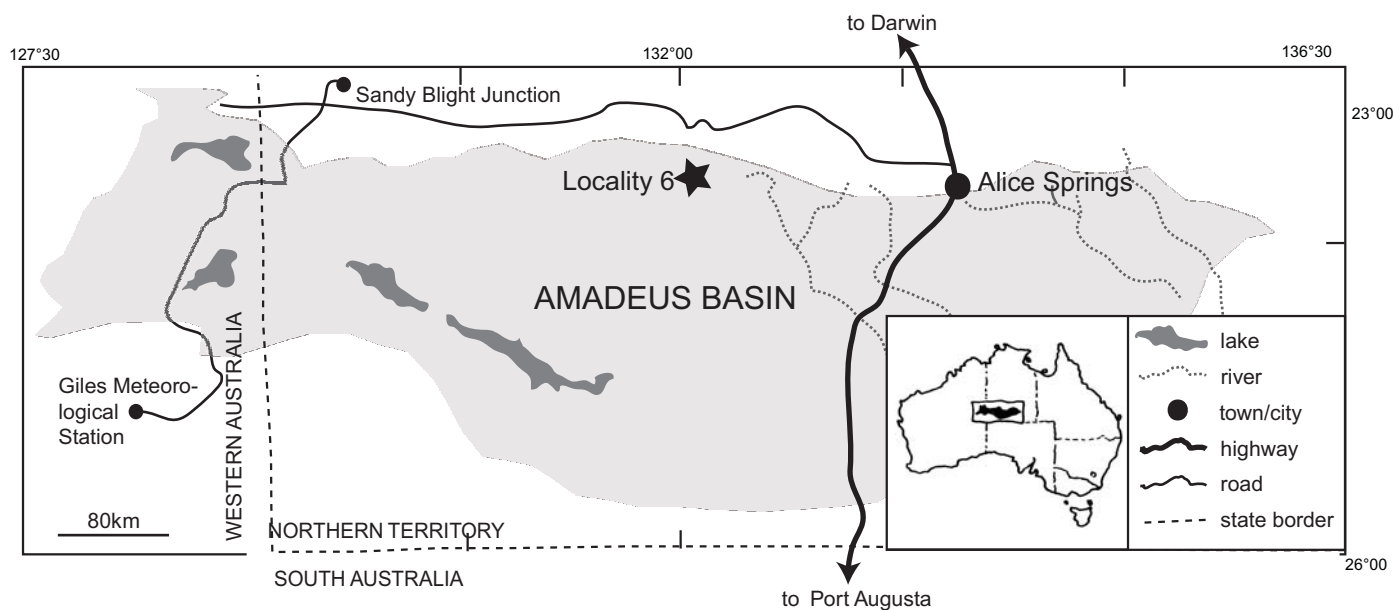 to Darwin
127°30
132°00
136°30
Sandy Blight Junction
23°00
Locality 6
Alice Springs
AMADEUS BASIN
Giles Meteoro-
logical
Station
WESTERN AUSTRALIA
lake
river
town/city
highway
road
state border
80km
NORTHERN TERRITORY
SOUTH AUSTRALIA
26°00
to Port Augusta